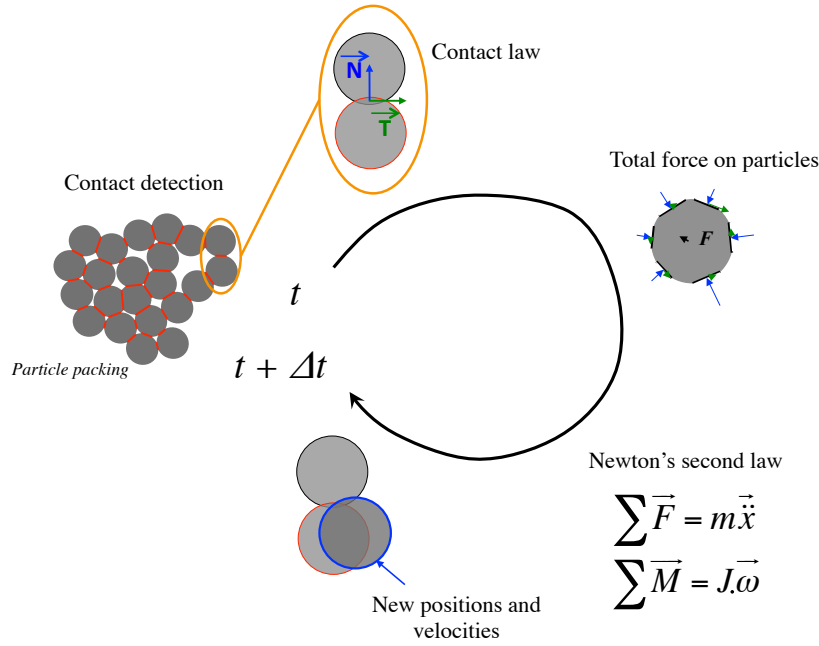 Contact law
N
T
Total force on particles
F
Contact detection
Particle packing
t
t + Δt
Newton's second law
∑F⃗ = mẍ⃗
∑M⃗ = J.ω⃗
New positions and
velocities